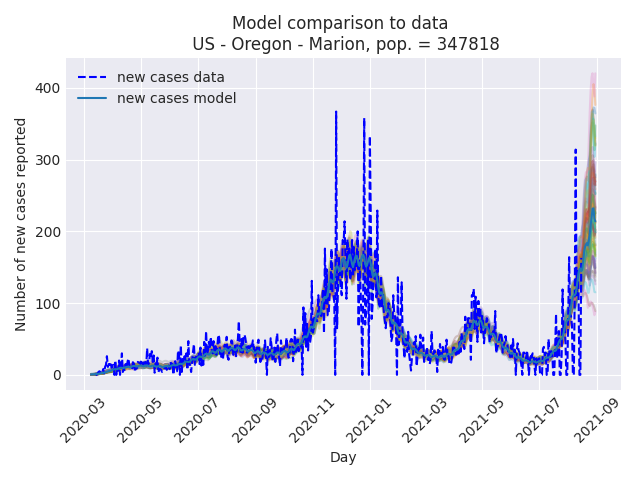 Model comparison to data
US - Oregon - Marion, pop. = 347818
new cases data
new cases model
Number of new cases reported
400
300
200
100
0
2020-03
2020-05
2020-07
2020-09
2020-11
2021-01
2021-03
2021-05
2021-07
2021-09
Day